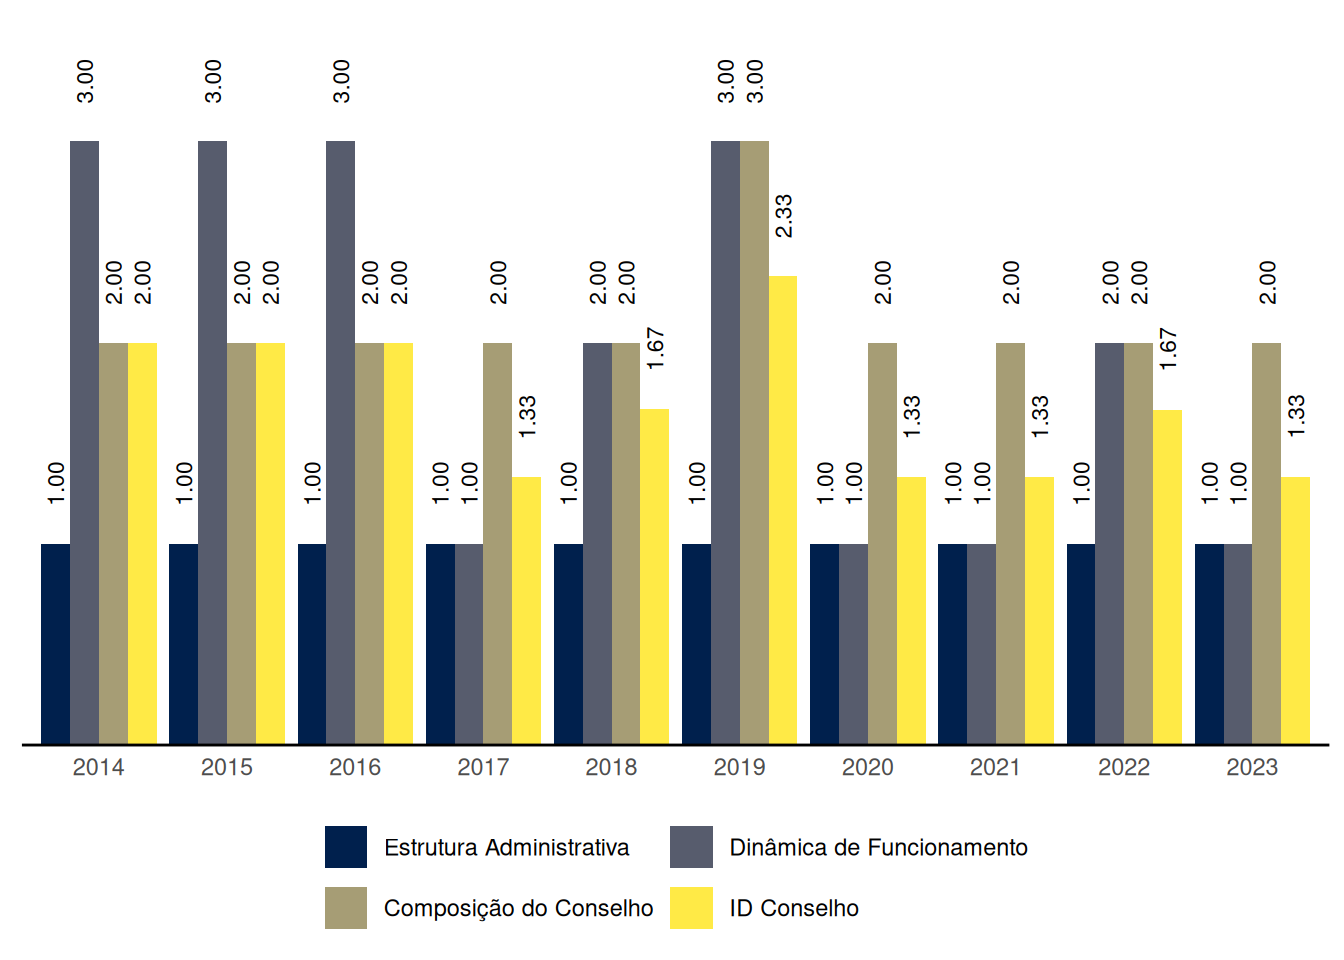 3.00 3.00 3.00 3.00 3.00
2.33
2.00 2.00 2.00 2.00 2.00 2.00 2.00 2.00 2.00 2.00 2.00 2.00 2.00 2.00
1.67 1.67
1.33 1.33 1.33 1.33
1.00 1.00 1.00 1.00 1.00 1.00 1.00 1.00 1.00 1.00 1.00 1.00 1.00 1.00
2014 2015 2016 2017 2018 2019 2020 2021 2022 2023
Estrutura Administrativa Dinâmica de Funcionamento
Composição do Conselho ID Conselho